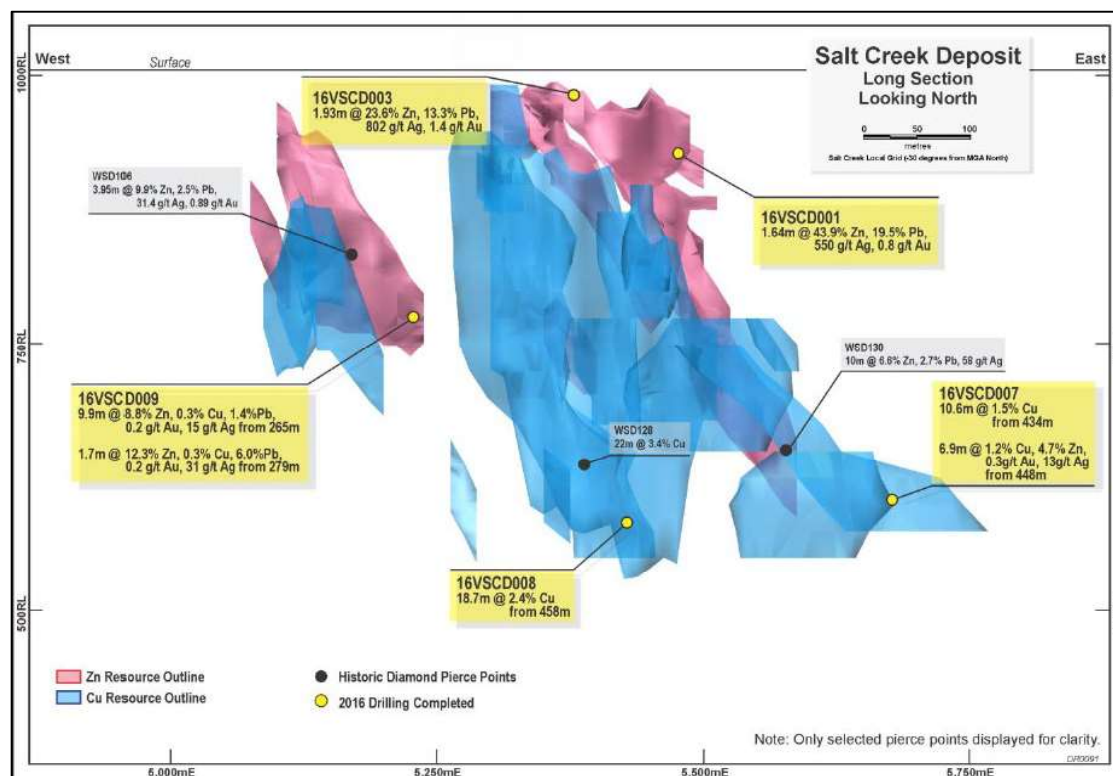 West
Surface
East
1000RL
750RL
500RL
Salt Creek Deposit
Long Section
Looking North
0
50
100
metres
Salt Creek Local Grid (-30 degrees from MGA North)
16VSCD003
1.93m @ 23.6% Zn, 13.3% Pb,
802 g/t Ag, 1.4 g/t Au
WSD106
3.95m @ 9.9% Zn, 2.5% Pb,
31.4 g/t Ag, 0.89 g/t Au
16VSCD001
1.64m @ 43.9% Zn, 19.5% Pb,
550 g/t Ag, 0.8 g/t Au
WSD130
10m @ 6.6% Zn, 2.7% Pb, 58 g/t Ag
16VSCD009
9.9m @ 8.8% Zn, 0.3% Cu, 1.4%Pb,
0.2 g/t Au, 15 g/t Ag from 265m
1.7m @ 12.3% Zn, 0.3% Cu, 6.0%Pb,
0.2 g/t Au, 31 g/t Ag from 279m
16VSCD007
10.6m @ 1.5% Cu
from 434m
6.9m @ 1.2% Cu, 4.7% Zn,
0.3g/t Au, 13g/t Ag
from 448m
WSD128
22m @ 3.4% Cu
16VSCD008
18.7m @ 2.4% Cu
from 458m
Zn Resource Outline
Cu Resource Outline
Historic Diamond Pierce Points
2016 Drilling Completed
Note: Only selected pierce points displayed for clarity.
DR0091
5,000mE
5,250mE
5,500mE
5,750mE